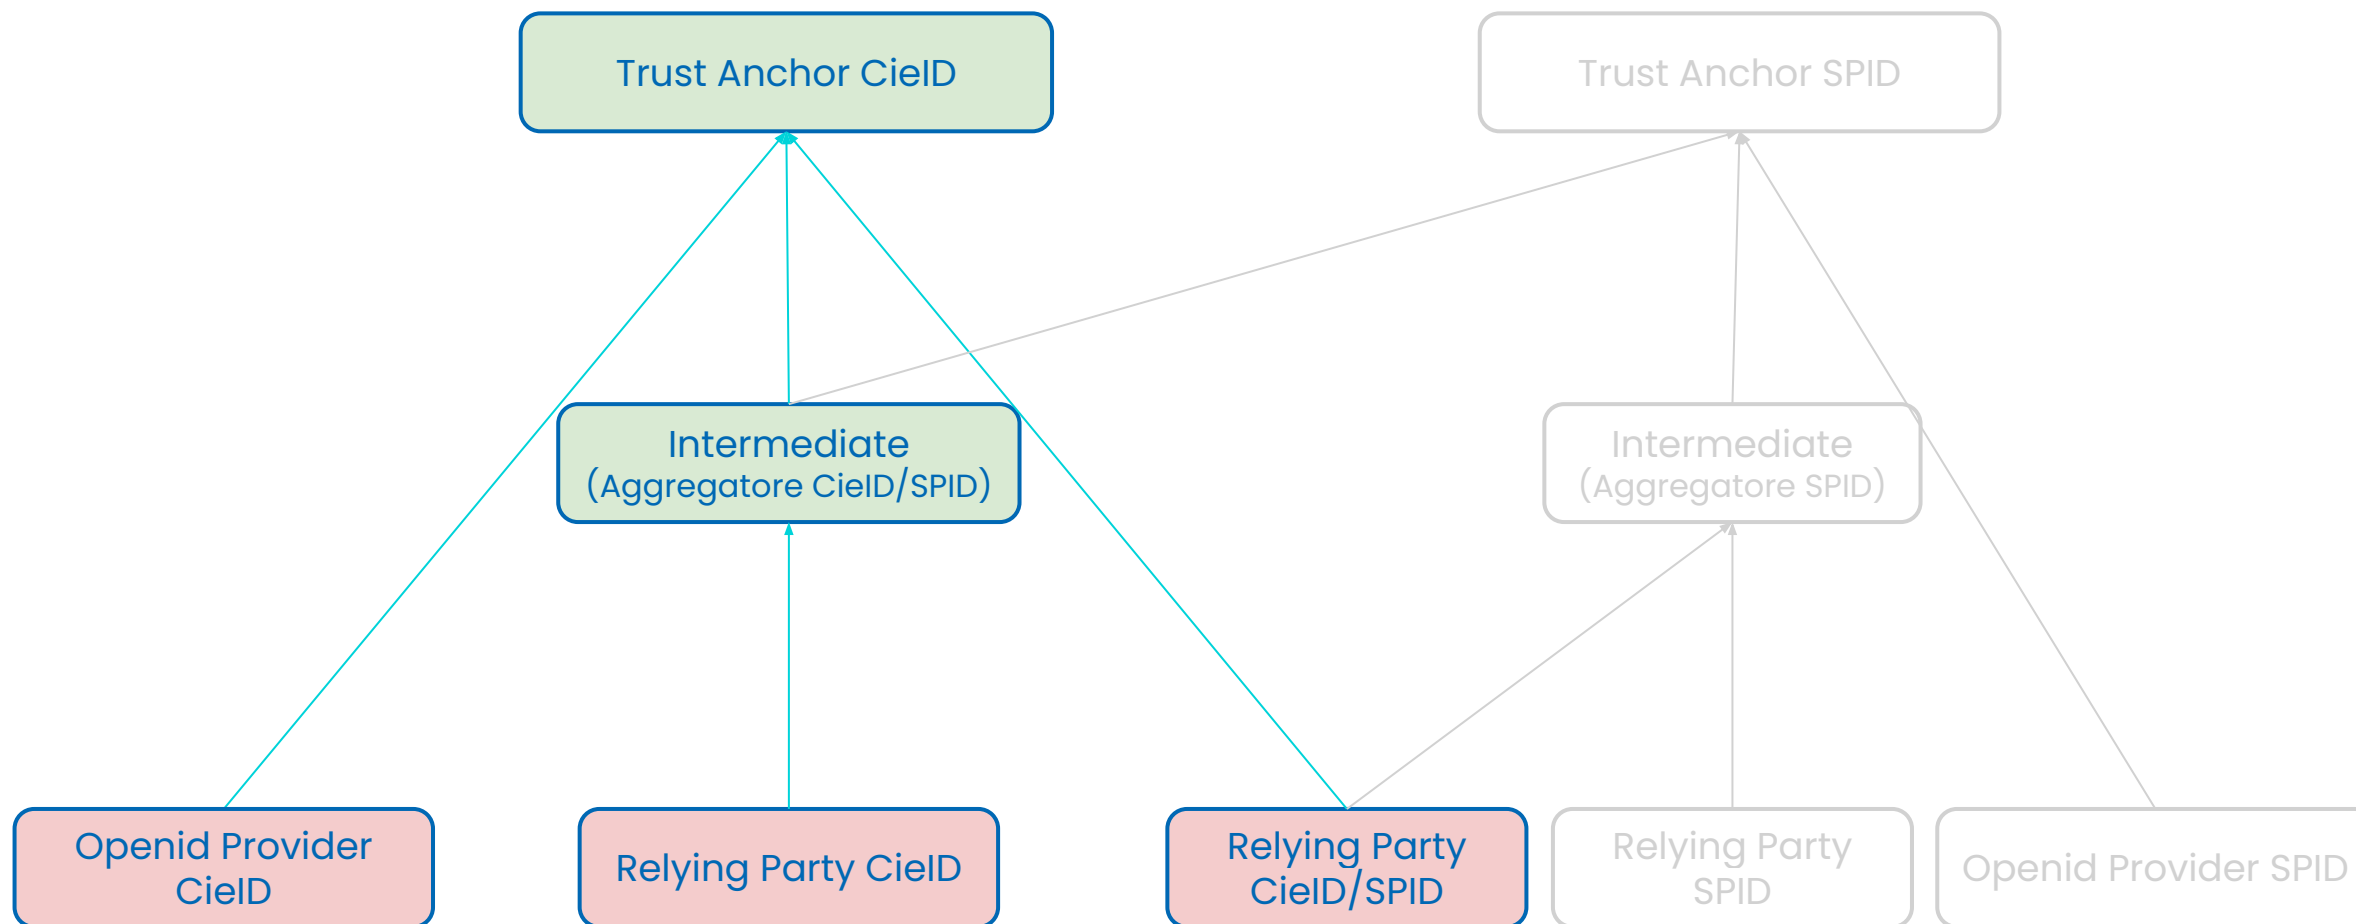 Trust Anchor CieID
Trust Anchor SPID
Intermediate
(Aggregatore CieID/SPID)
Intermediate
(Aggregatore SPID)
Openid Provider
CieID
Relying Party CieID
Relying Party
CieID/SPID
Relying Party
SPID
Openid Provider SPID